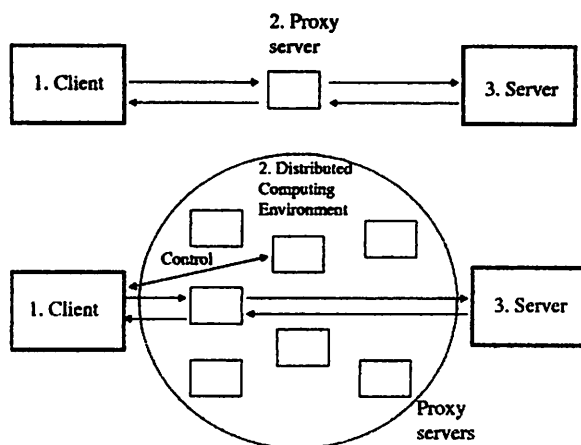 2. Proxy
server
1. Client
3. Server
2. Distributed
Computing
Environment
Control
1. Client
3. Server
Proxy
servers